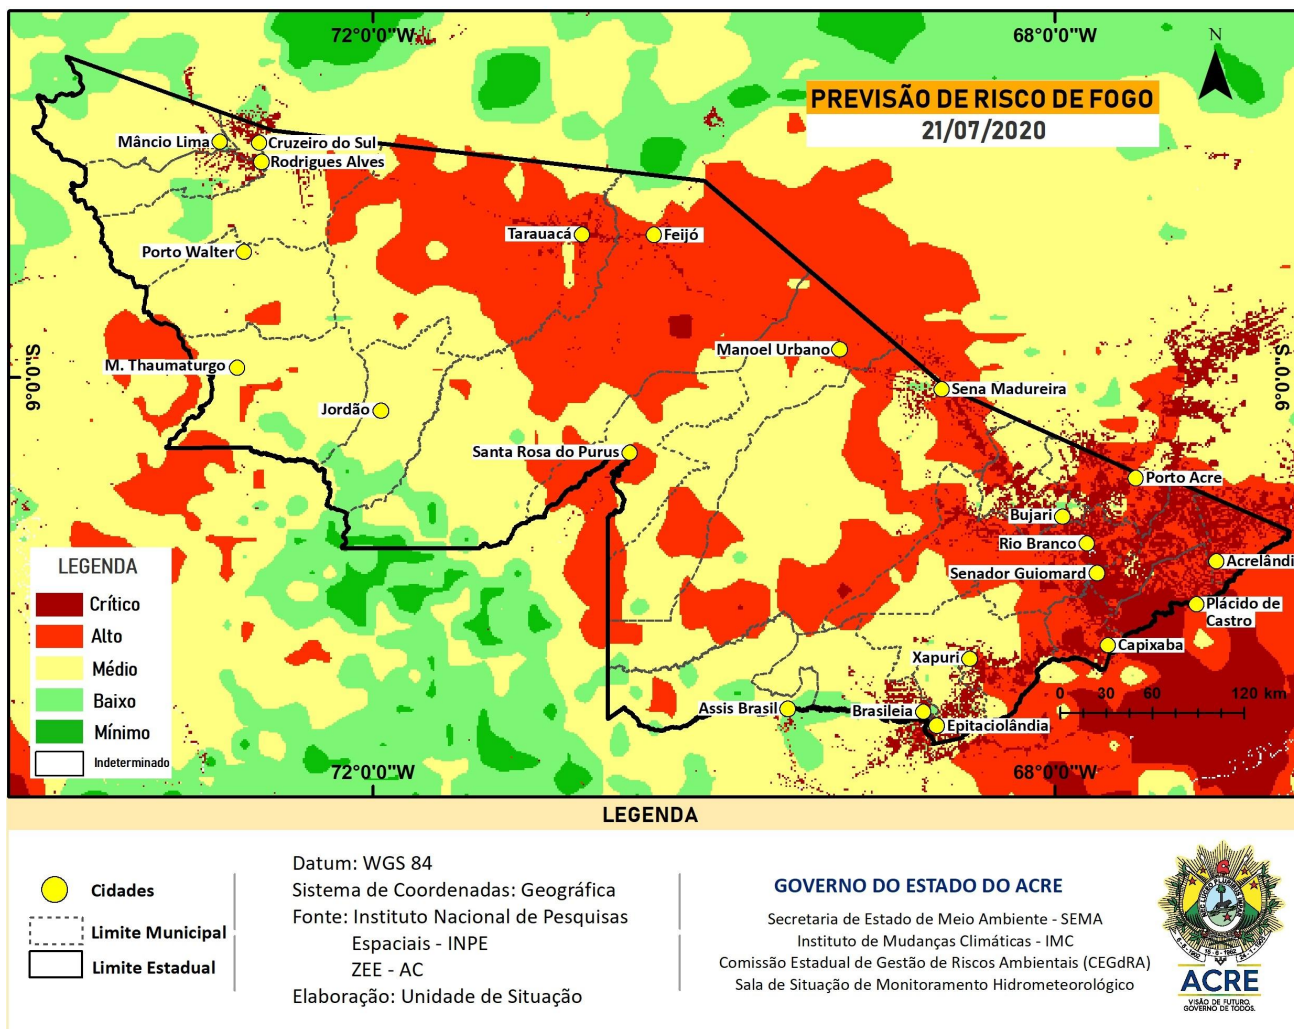 72°0'0"W
68°0'0"W
N
PREVISÃO DE RISCO DE FOGO
21/07/2020
Mâncio Lima
Cruzeiro do Sul
Rodrigues Alves
Tarauacá
Feijó
Porto Walter
Manoel Urbano
9°0'0"S
9°0'0"S
M. Thaumaturgo
Sena Madureira
Jordão
Santa Rosa do Purus
Porto Acre
Bujari
Rio Branco
Acrelândi
Senador Guiomard
Plácido de
Castro
Capixaba
Xapuri
Assis Brasil
Brasileia
Epitaciolândia
0 30 60 120 km
72°0'0"W
68°0'0"W
LEGENDA
Crítico
Alto
Médio
Baixo
Mínimo
Indeterminado
LEGENDA
Cidades
Limite Municipal
Limite Estadual
Datum: WGS 84
Sistema de Coordenadas: Geográfica
Fonte: Instituto Nacional de Pesquisas
Espaciais - INPE
ZEE - AC
Elaboração: Unidade de Situação
GOVERNO DO ESTADO DO ACRE
Secretaria de Estado de Meio Ambiente - SEMA
Instituto de Mudanças Climáticas - IMC
Comissão Estadual de Gestão de Riscos Ambientais (CEGdRA)
Sala de Situação de Monitoramento Hidrometeorológico
ACRE
VISÃO DE FUTURO.
GOVERNO DE TODOS.